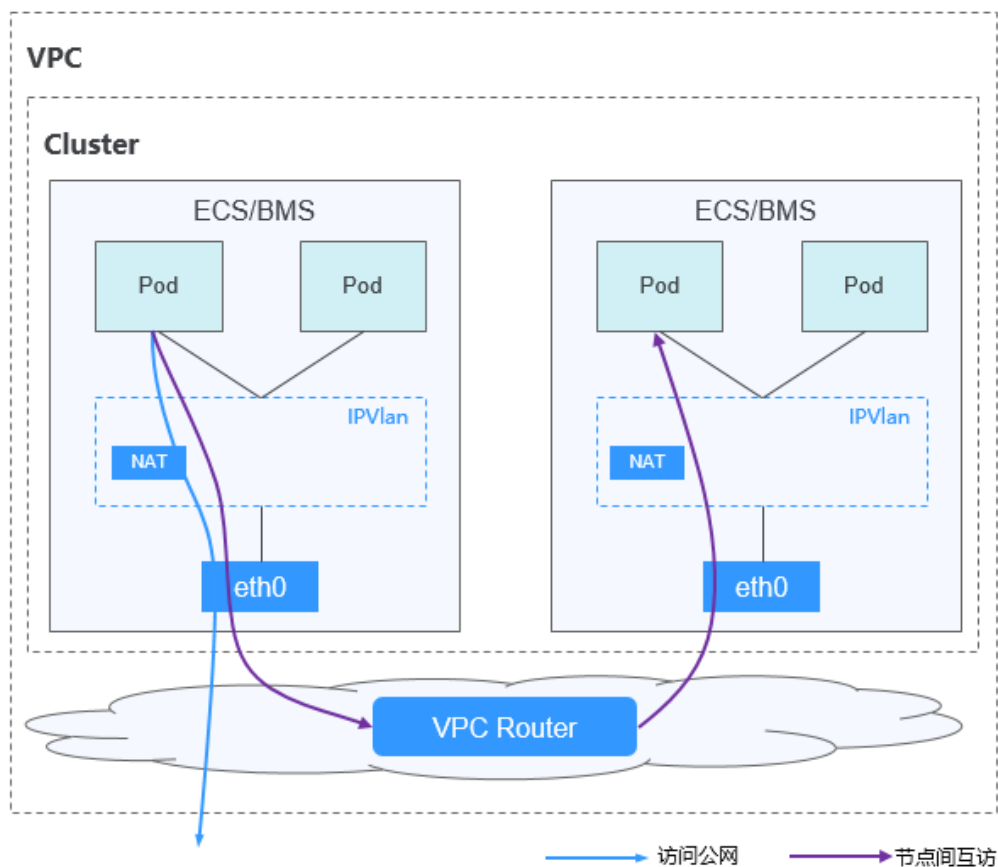 VPC
Cluster
ECS/BMS
ECS/BMS
Pod
Pod
Pod
Pod
IPVlan
IPVlan
NAT
NAT
eth0
eth0
VPC Router
访问公网
节点间互访